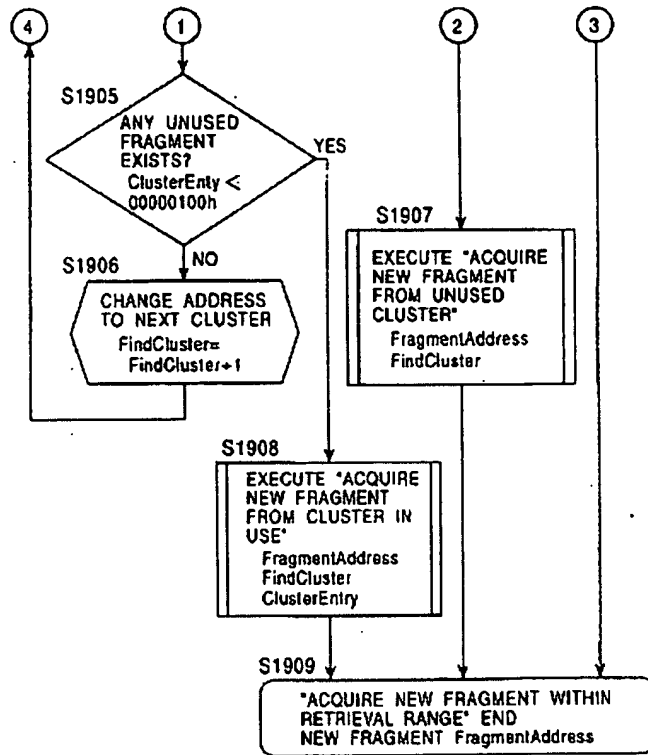 4
1
2
3
S1905
ANY UNUSED
FRAGMENT
EXISTS?
ClusterEnty <
00000100h
YES
NO
S1906
CHANGE ADDRESS
TO NEXT CLUSTER
FindCluster=
FindCluster+1
S1907
EXECUTE "ACQUIRE
NEW FRAGMENT
FROM UNUSED
CLUSTER"
FragmentAddress
FindCluster
S1908
EXECUTE "ACQUIRE
NEW FRAGMENT
FROM CLUSTER IN
USE"
FragmentAddress
FindCluster
ClusterEntry
S1909
"ACQUIRE NEW FRAGMENT WITHIN
RETRIEVAL RANGE" END
NEW FRAGMENT FragmentAddress